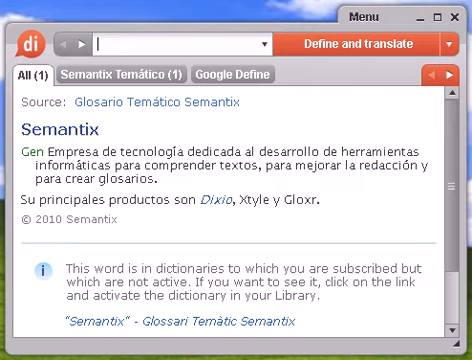 Menu
di
Define and translate
All (1)
Semantix Temático (1)
Google Define
Source: Glosario Temático Semantix
Semantix
Gen Empresa de tecnología dedicada al desarrollo de herramientas
informáticas para comprender textos, para mejorar la redacción y
para crear glosarios.
Su principales productos son Dixio, Xtyle y Gloxr.
© 2010 Semantix
i
This word is in dictionaries to which you are subscribed but
which are not active. If you want to see it, click on the link
and activate the dictionary in your Library.
"Semantix" - Glossari Temàtic Semantix